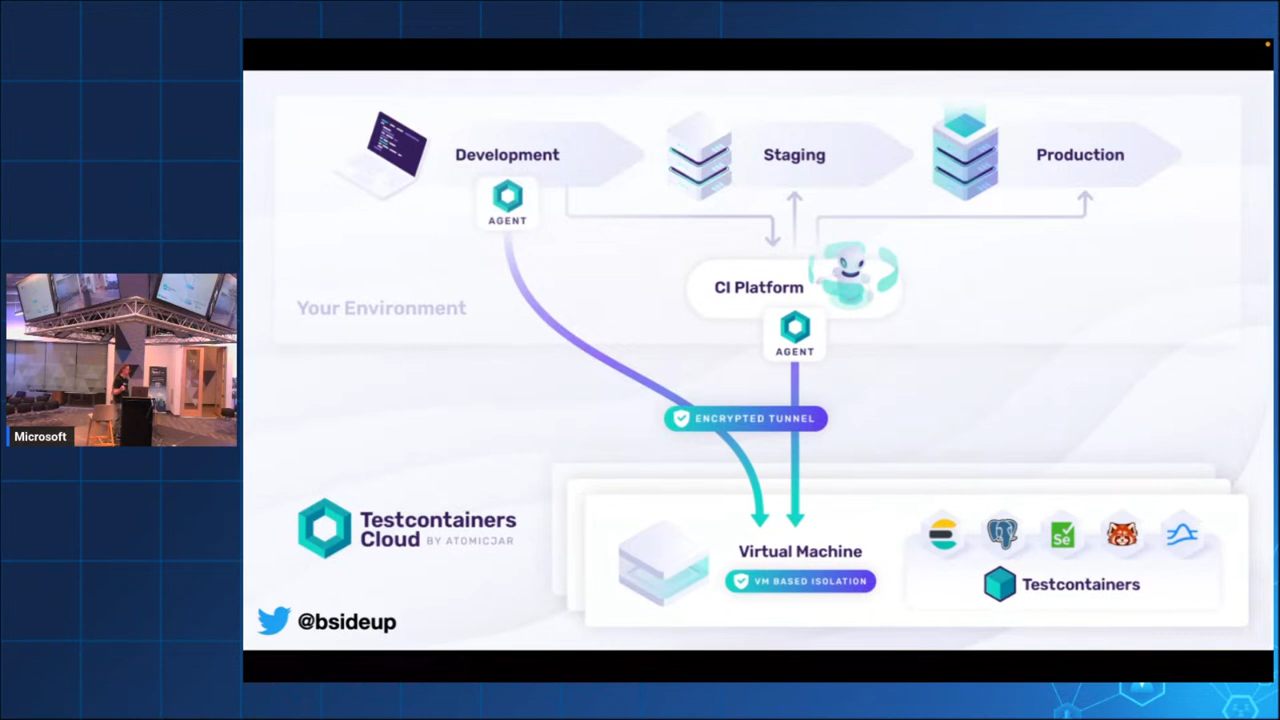 Development
Staging
Production
AGENT
CI Platform
Your Environment
AGENT
ENCRYPTED TUNNEL
Testcontainers
Cloud BY ATOMICJAR
Virtual Machine
VM BASED ISOLATION
Se
Testcontainers
@bsideup
Microsoft